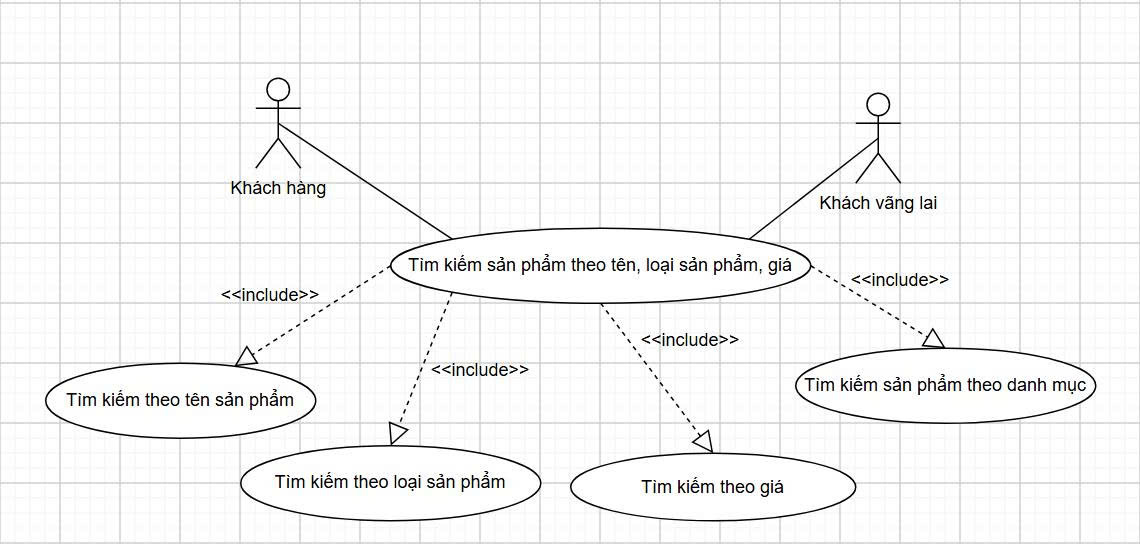 Khách hàng
Khách vãng lai
Tìm kiếm sản phẩm theo tên, loại sản phẩm, giá
<<include>>
<<include>>
<<include>>
<<include>>
Tìm kiếm theo tên sản phẩm
Tìm kiếm sản phẩm theo danh mục
Tìm kiếm theo loại sản phẩm
Tìm kiếm theo giá